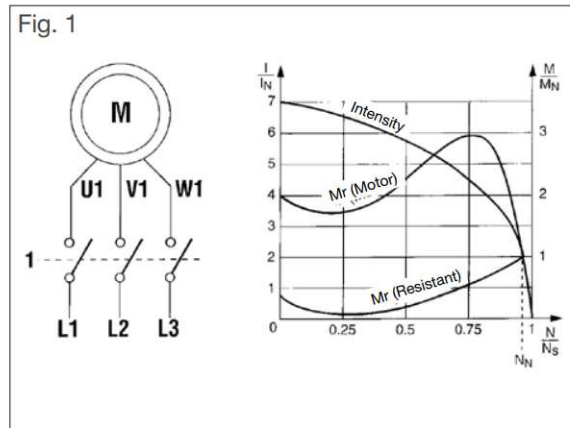 Fig. 1
M
U1 V1 W1
1
L1 L2 L3
I
IN
M
MN
7
6
5
4
3
2
1
3
2
1
Intensity
Mr (Motor)
Mr (Resistant)
0 0.25 0.5 0.75 1
N
NS
NN